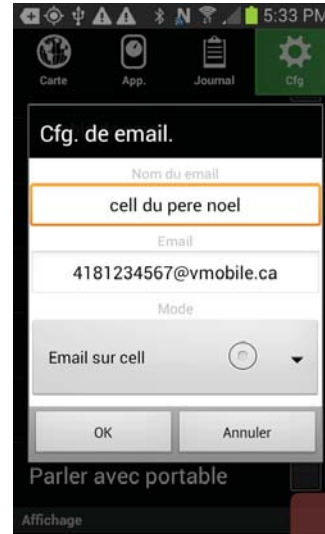 5:33 PM
Carte App. Journal Cfg
Cfg. de email.
Nom du email
cell du pere noel
Email
4181234567@vmobile.ca
Mode
Email sur cell
OK Annuler
Parler avec portable
Affichage